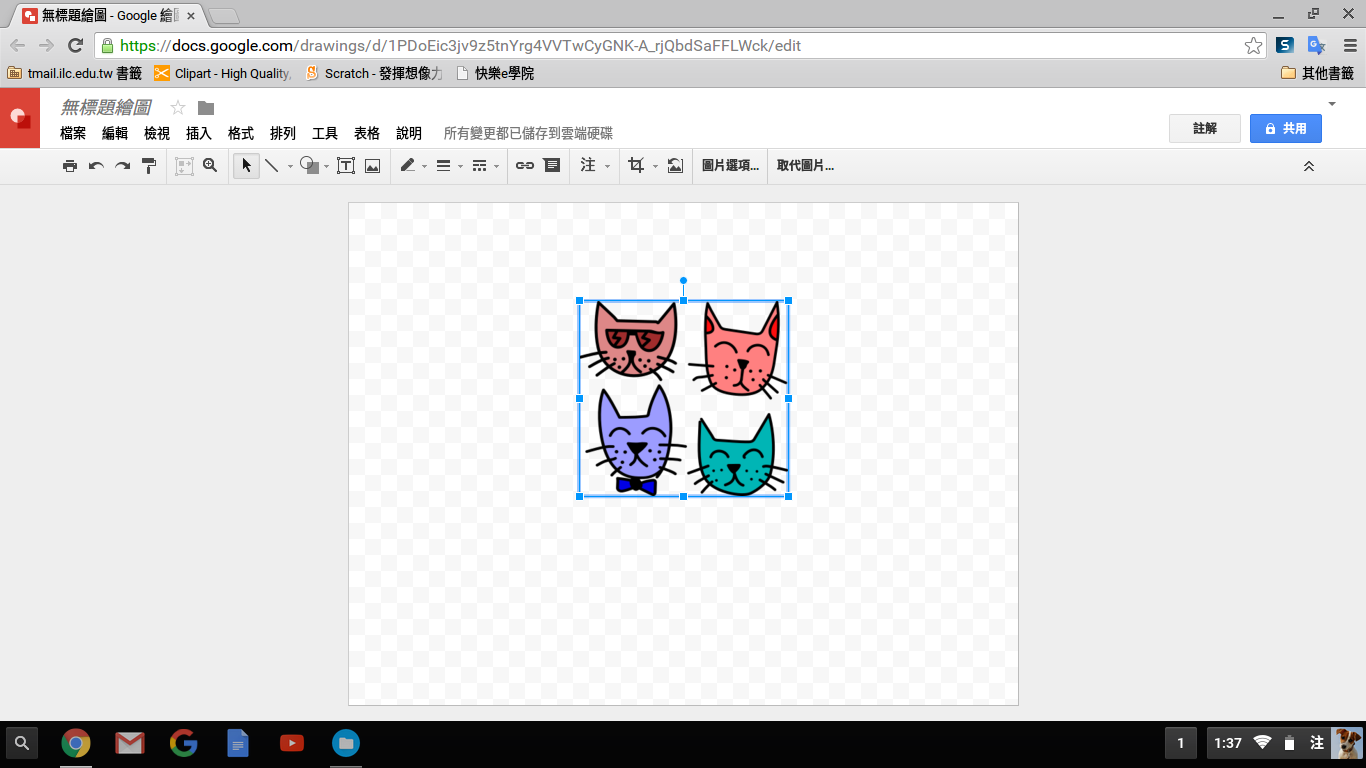 無標題繪圖 - Google 繪圖
https://docs.google.com/drawings/d/1PDoEic3jv9z5tnYrg4VVTwCyGNK-A_rjQbdSaFFLWck/edit
tmail.ilc.edu.tw 書籤 Clipart - High Quality, Scratch - 發揮想像力 快樂e學院 其他書籤
無標題繪圖
檔案 編輯 檢視 插入 格式 排列 工具 表格 說明 所有變更都已儲存到雲端硬碟
註解 共用
注 圖片選項... 取代圖片...
1 1:37 注